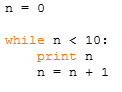 n = 0
while n < 10:
    print n
    n = n + 1